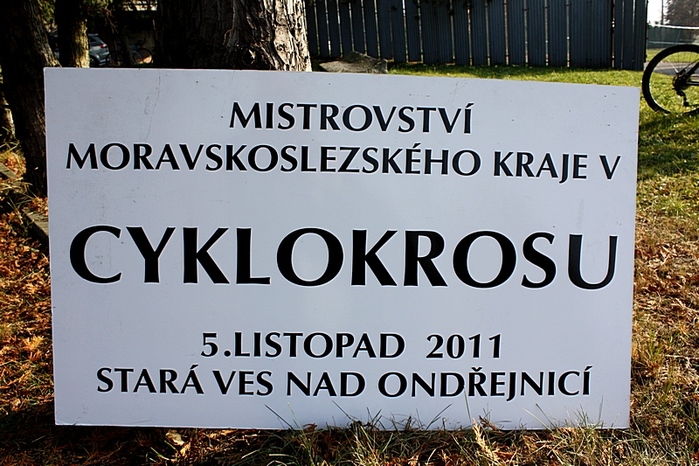 MISTROVSTVÍ
MORAVSKOSLEZSKÉHO KRAJE V
CYKLOKROSU
5.LISTOPAD 2011
STARÁ VES NAD ONDŘEJNICÍ